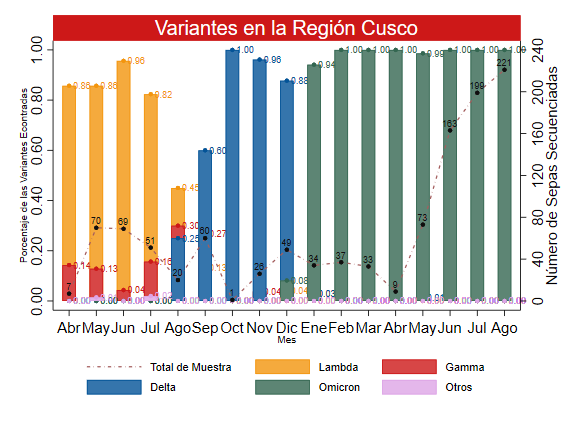 Variantes en la Región Cusco
Porcentaje de las Variantes Econtradas
0.00 0.20 0.40 0.60 0.80 1.00
0.86 0.86 0.96 0.82 0.45 0.60 1.00 0.96 0.88 0.94 1.00 1.00 1.00 0.99 1.00 1.00 1.00
0.14 0.13 0.04 0.16 0.30 0.27
0.25 0.13 0.04 0.08 0.04 0.03 0.01
7 70 69 51 20 60 1 26 49 34 37 33 9 73 163 199 221
0 40 80 120 160 200 240
Número de Sepas Secuenciadas
Abr May Jun Jul Ago Sep Oct Nov Dic Ene Feb Mar Abr May Jun Jul Ago
Mes
Total de Muestra Lambda Gamma
Delta Omicron Otros